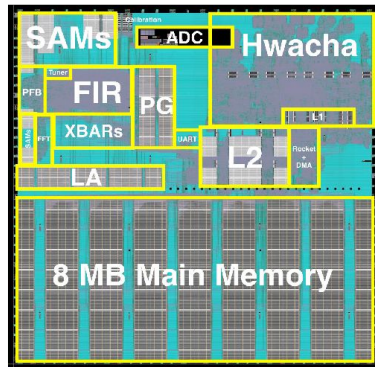 Calibration
SAMs
ADC
Hwacha
Tuner
PFB
FIR
PG
L1
SAMs
FFT
XBARs
UART
L2
Rocket
+
DMA
LA
8 MB Main Memory